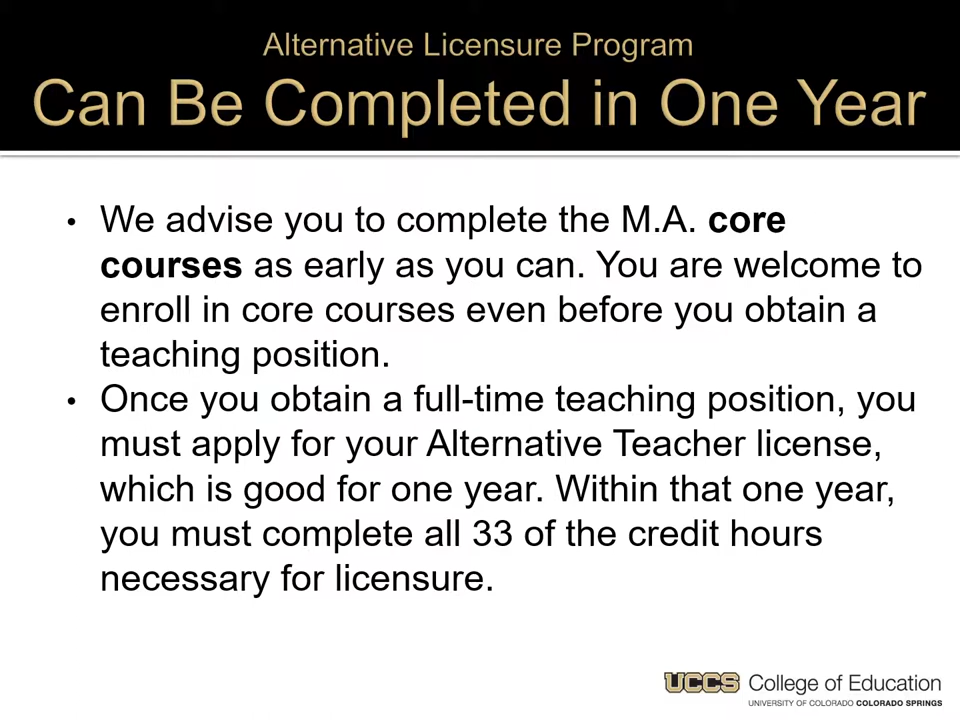 Alternative Licensure Program
Can Be Completed in One Year
• We advise you to complete the M.A. core
courses as early as you can. You are welcome to
enroll in core courses even before you obtain a
teaching position.
• Once you obtain a full-time teaching position, you
must apply for your Alternative Teacher license,
which is good for one year. Within that one year,
you must complete all 33 of the credit hours
necessary for licensure.
UCCS College of Education
UNIVERSITY OF COLORADO COLORADO SPRINGS